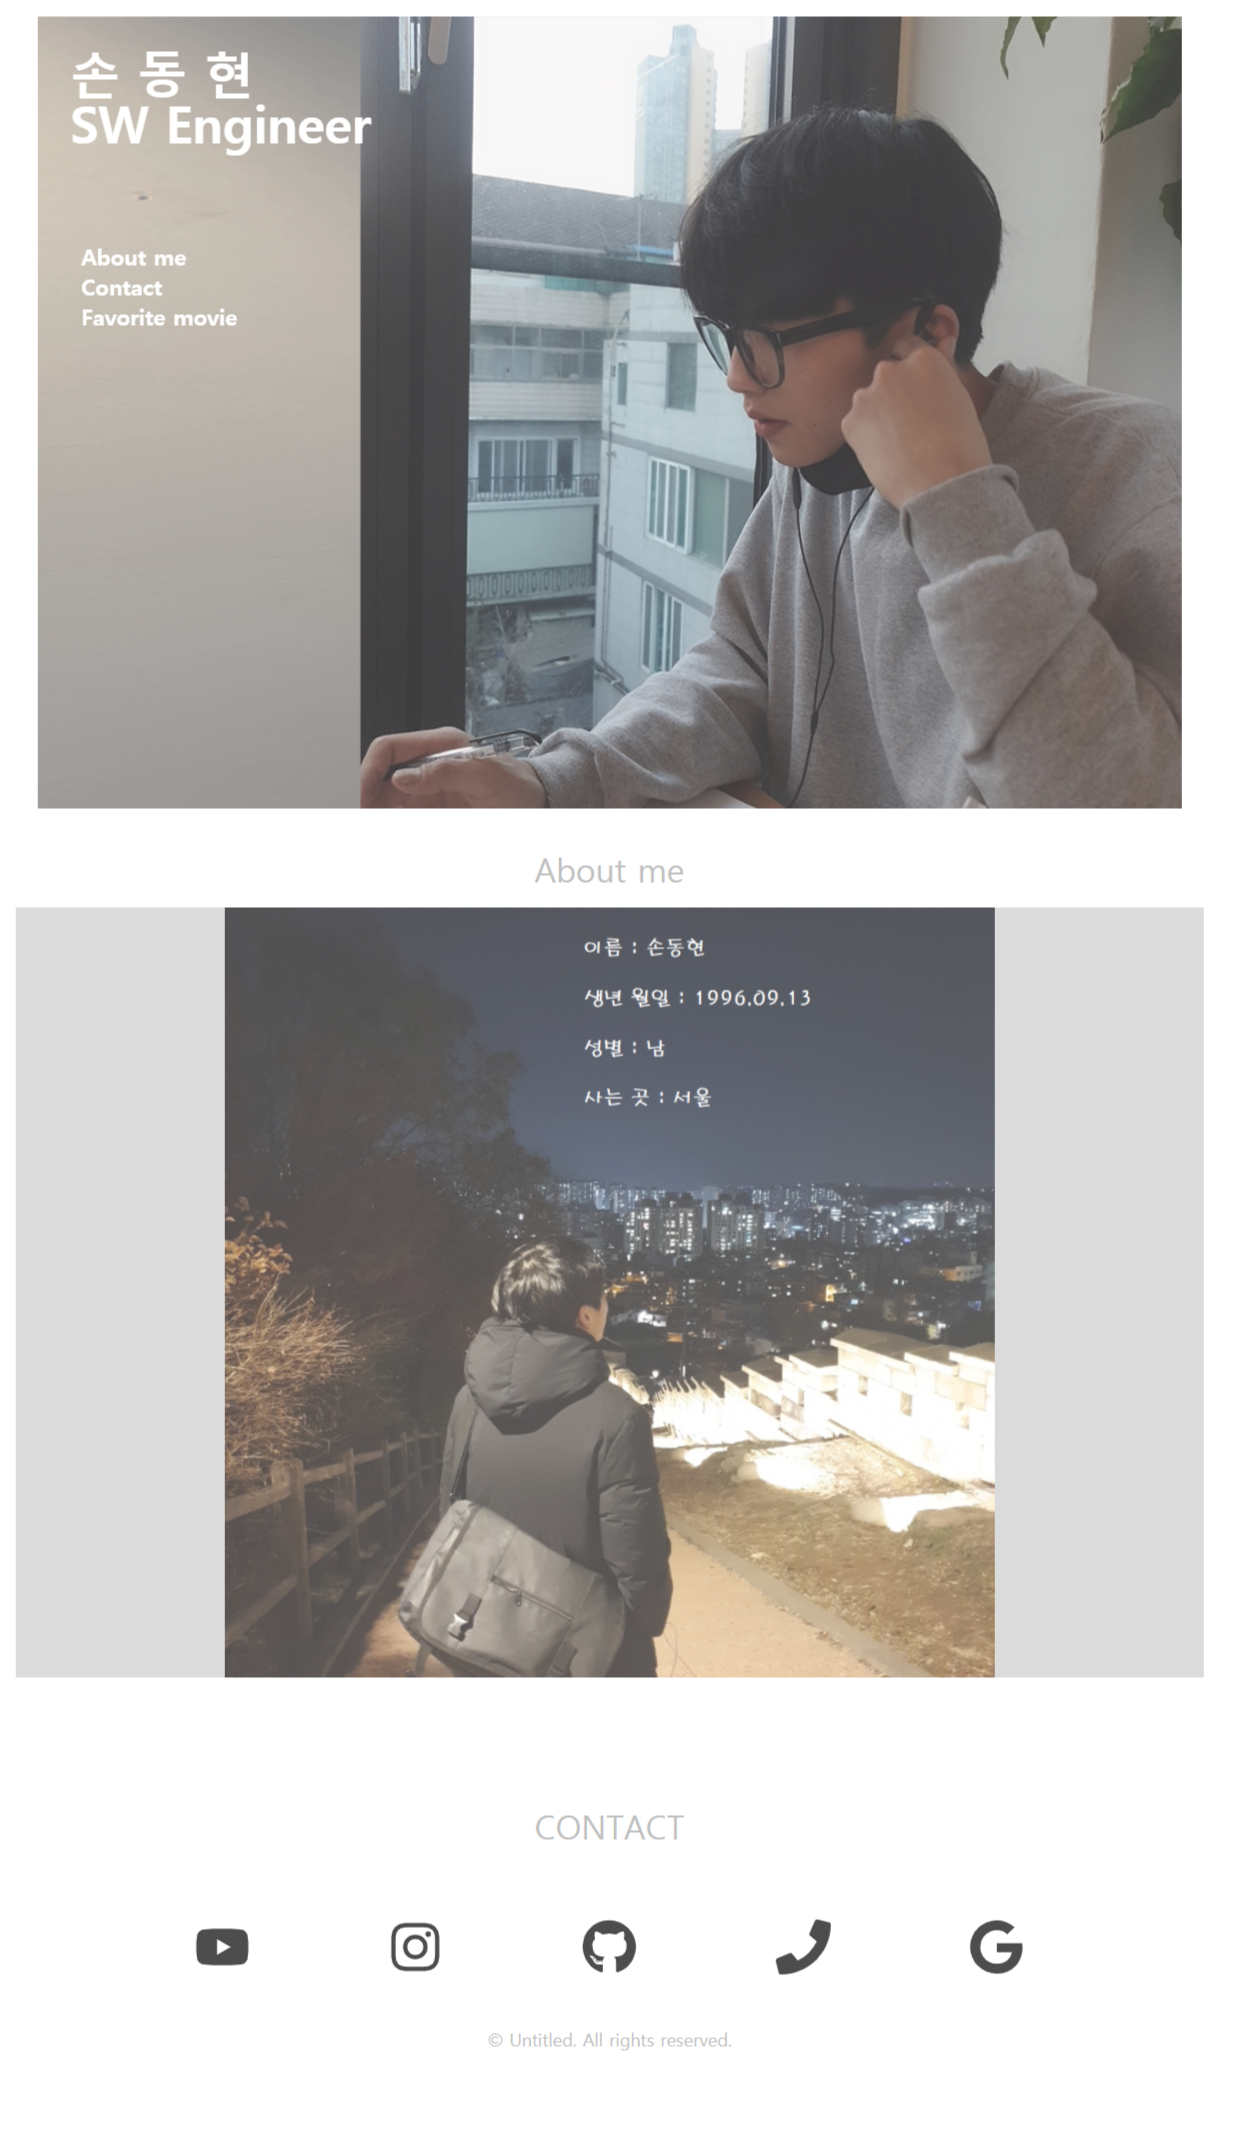 손 동 현
SW Engineer
About me
Contact
Favorite movie
About me
이름 : 손동현
생년 월일 : 1996.09.13
성별 : 남
사는 곳 : 서울
CONTACT
© Untitled. All rights reserved.